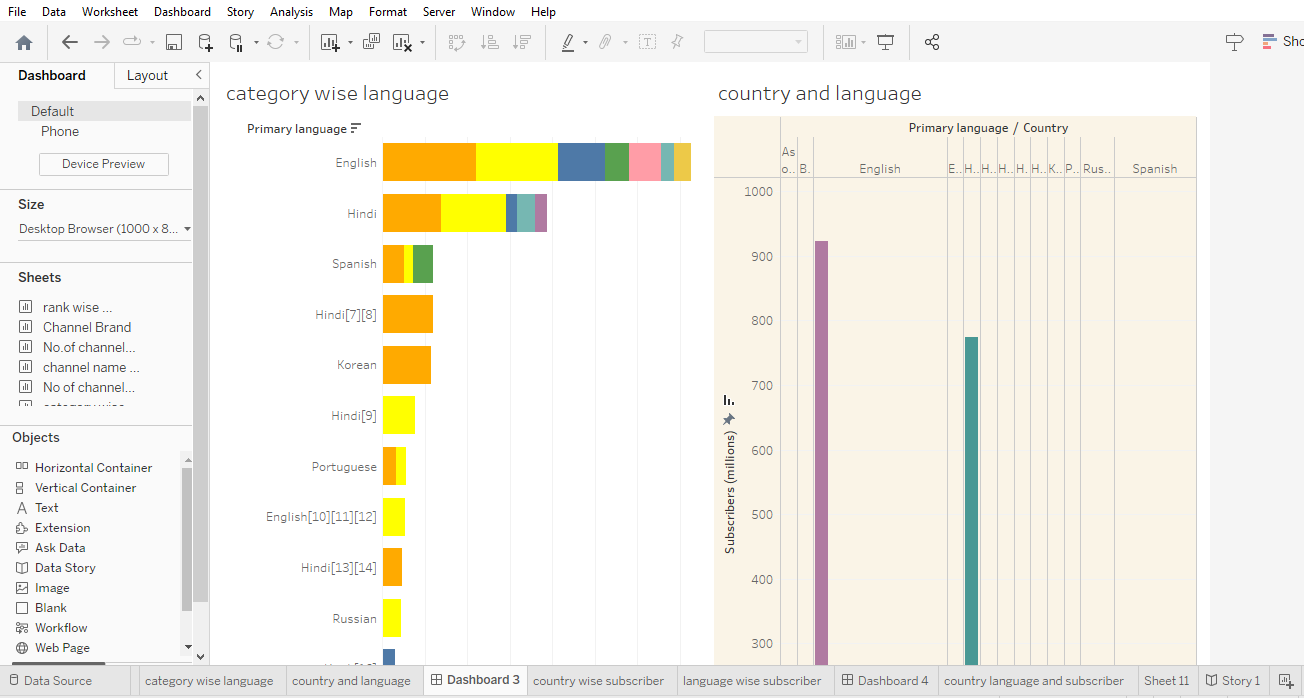 File Data Worksheet Dashboard Story Analysis Map Format Server Window Help
Sho
Dashboard Layout
Default
Phone
Device Preview
Size
Desktop Browser (1000 x 8...
Sheets
rank wise ...
Channel Brand
No.of channel...
channel name ...
No of channel...
Objects
Horizontal Container
Vertical Container
Text
Extension
Ask Data
Data Story
Image
Blank
Workflow
Web Page
category wise language
Primary language
English
Hindi
Spanish
Hindi[7][8]
Korean
Hindi[9]
Portuguese
English[10][11][12]
Hindi[13][14]
Russian
country and language
Primary language / Country
As
o.. B. English E.. H.. H.. H.. H. H.. K.. P.. Rus.. Spanish
1000
900
800
700
600
500
400
300
Subscribers (millions)
Data Source category wise language country and language Dashboard 3 country wise subscriber language wise subscriber Dashboard 4 country language and subscriber Sheet 11 Story 1